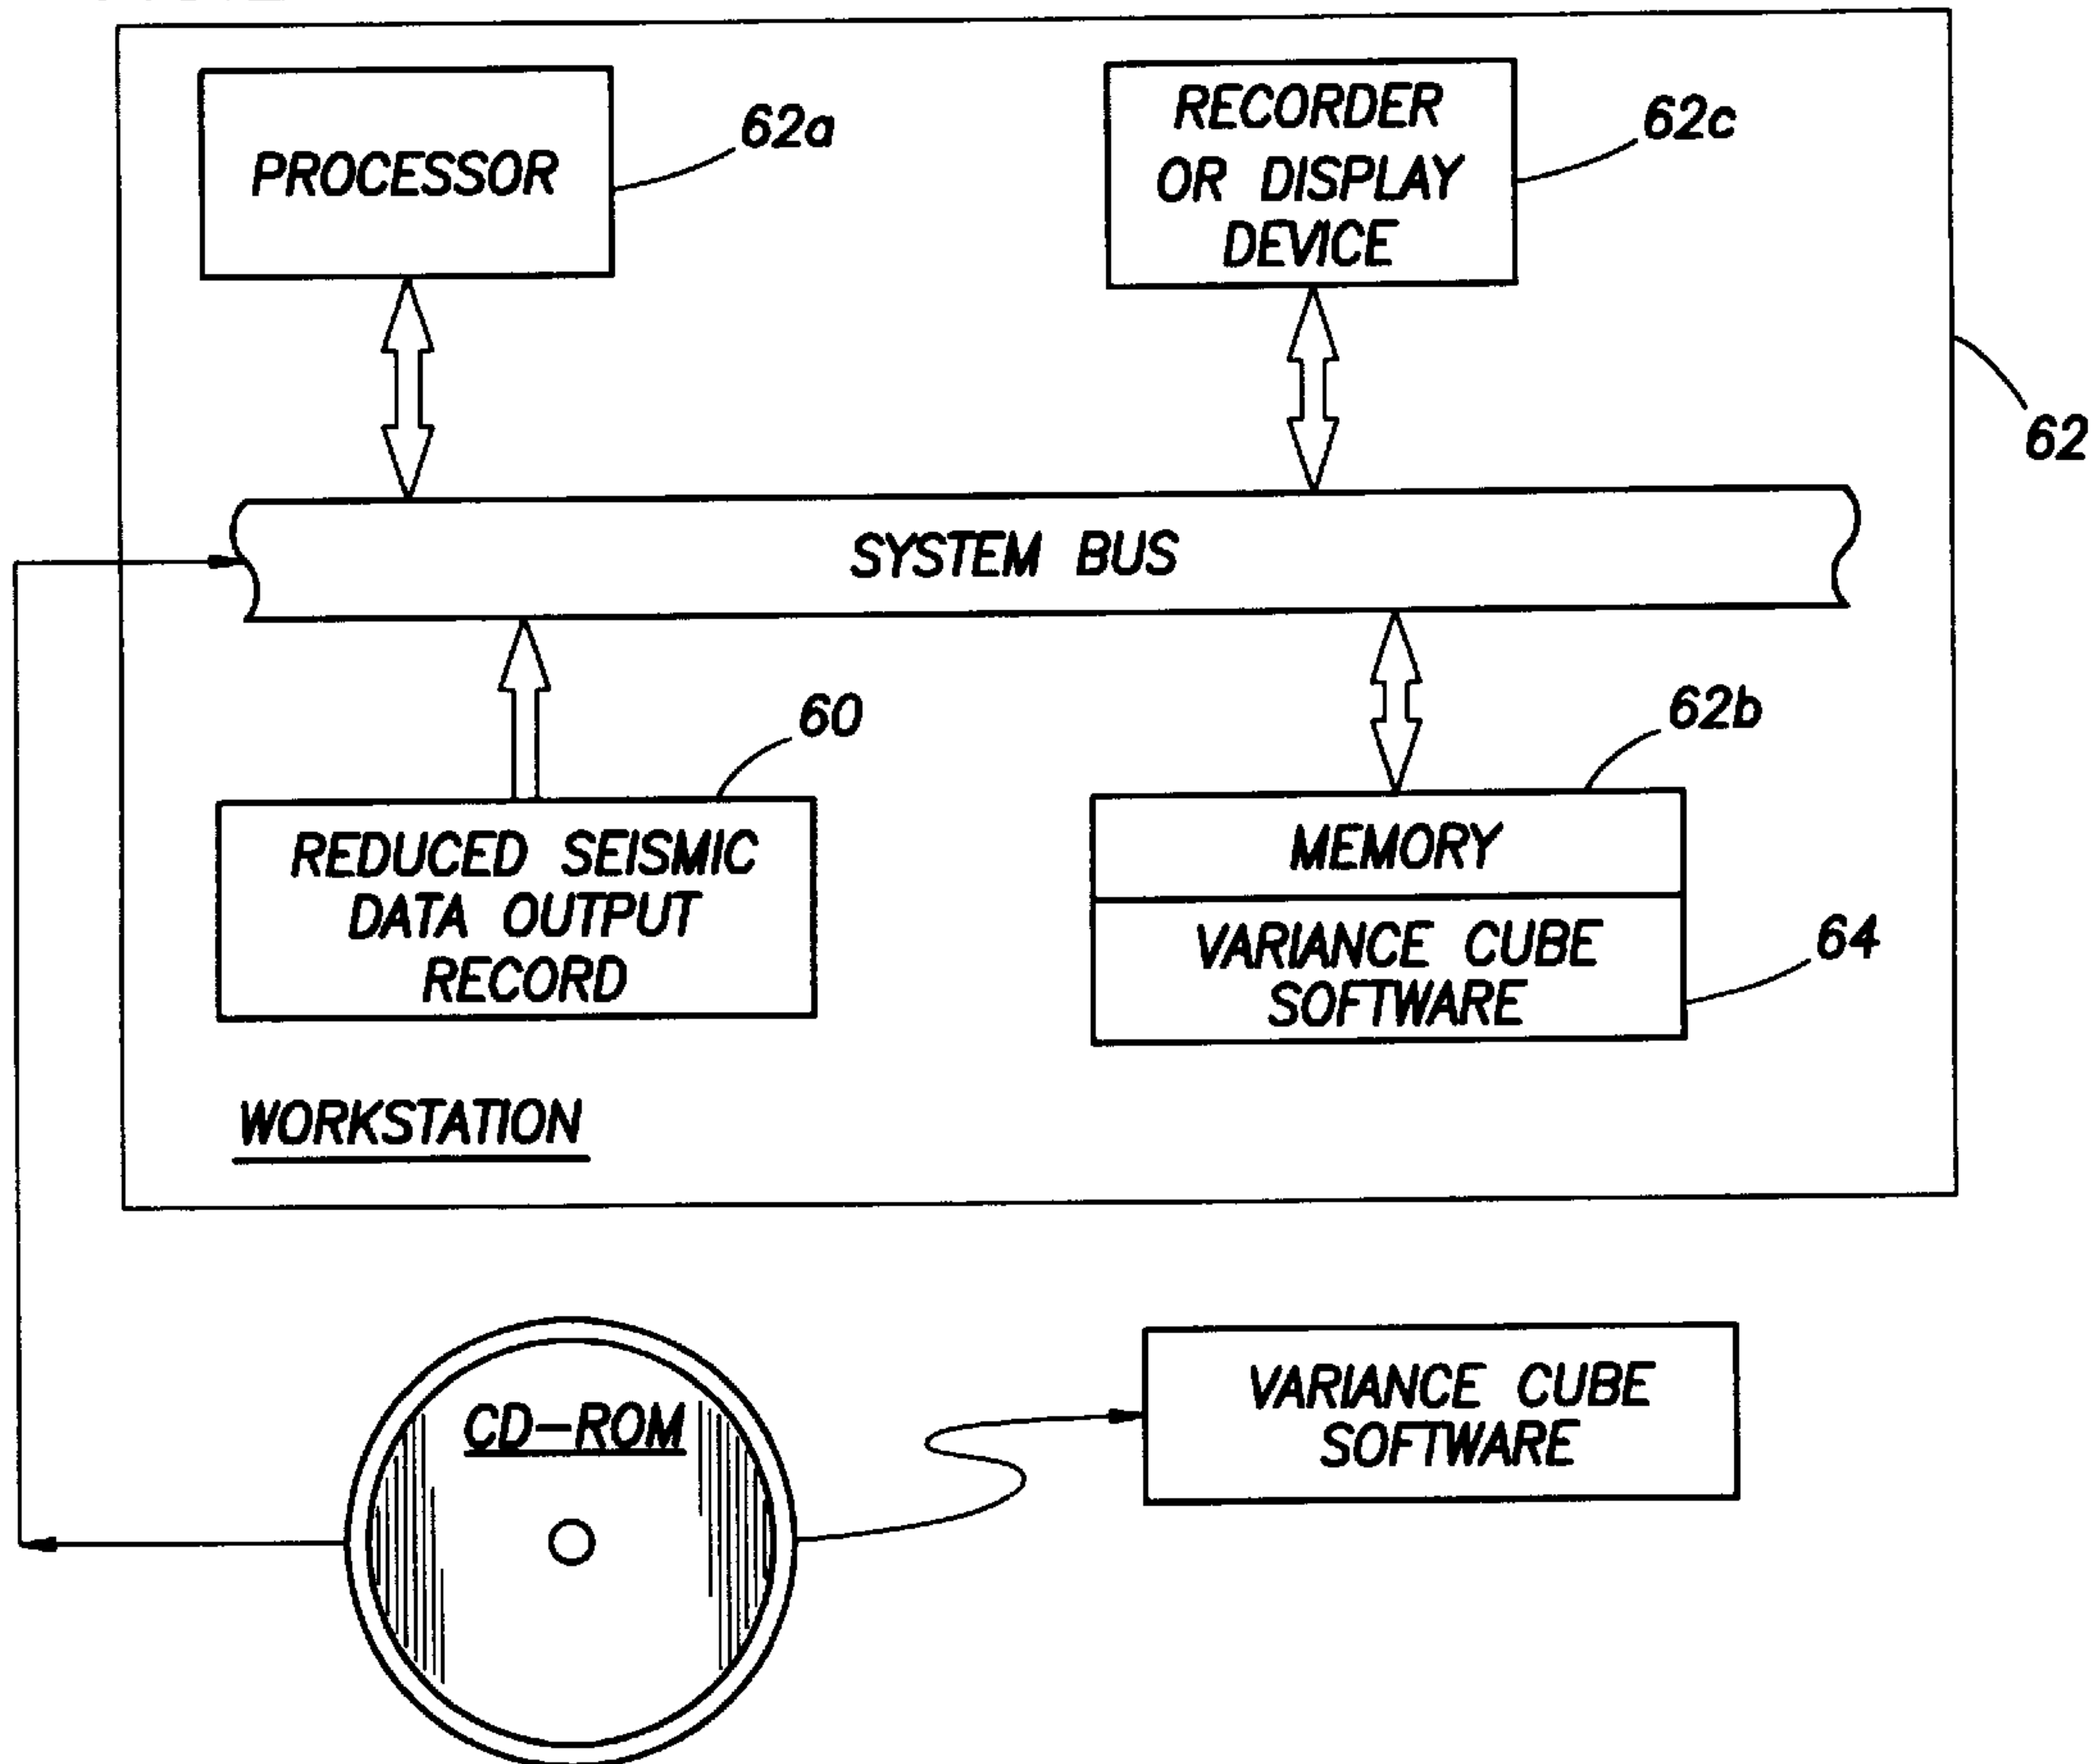 PROCESSOR
62a
RECORDER
OR DISPLAY
DEVICE
62c
62
SYSTEM BUS
60
REDUCED SEISMIC
DATA OUTPUT
RECORD
62b
MEMORY
VARIANCE CUBE
SOFTWARE
64
WORKSTATION
CD-ROM
VARIANCE CUBE
SOFTWARE